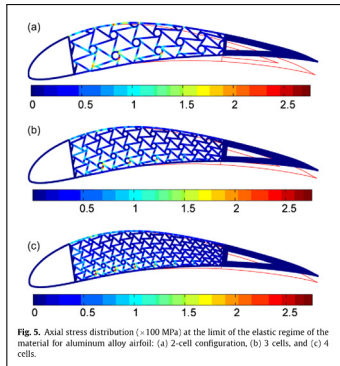 (a)
0 0.5 1 1.5 2 2.5
(b)
0 0.5 1 1.5 2 2.5
(c)
0 0.5 1 1.5 2 2.5
Fig. 5. Axial stress distribution (×100 MPa) at the limit of the elastic regime of the
material for aluminum alloy airfoil: (a) 2-cell configuration, (b) 3 cells, and (c) 4
cells.